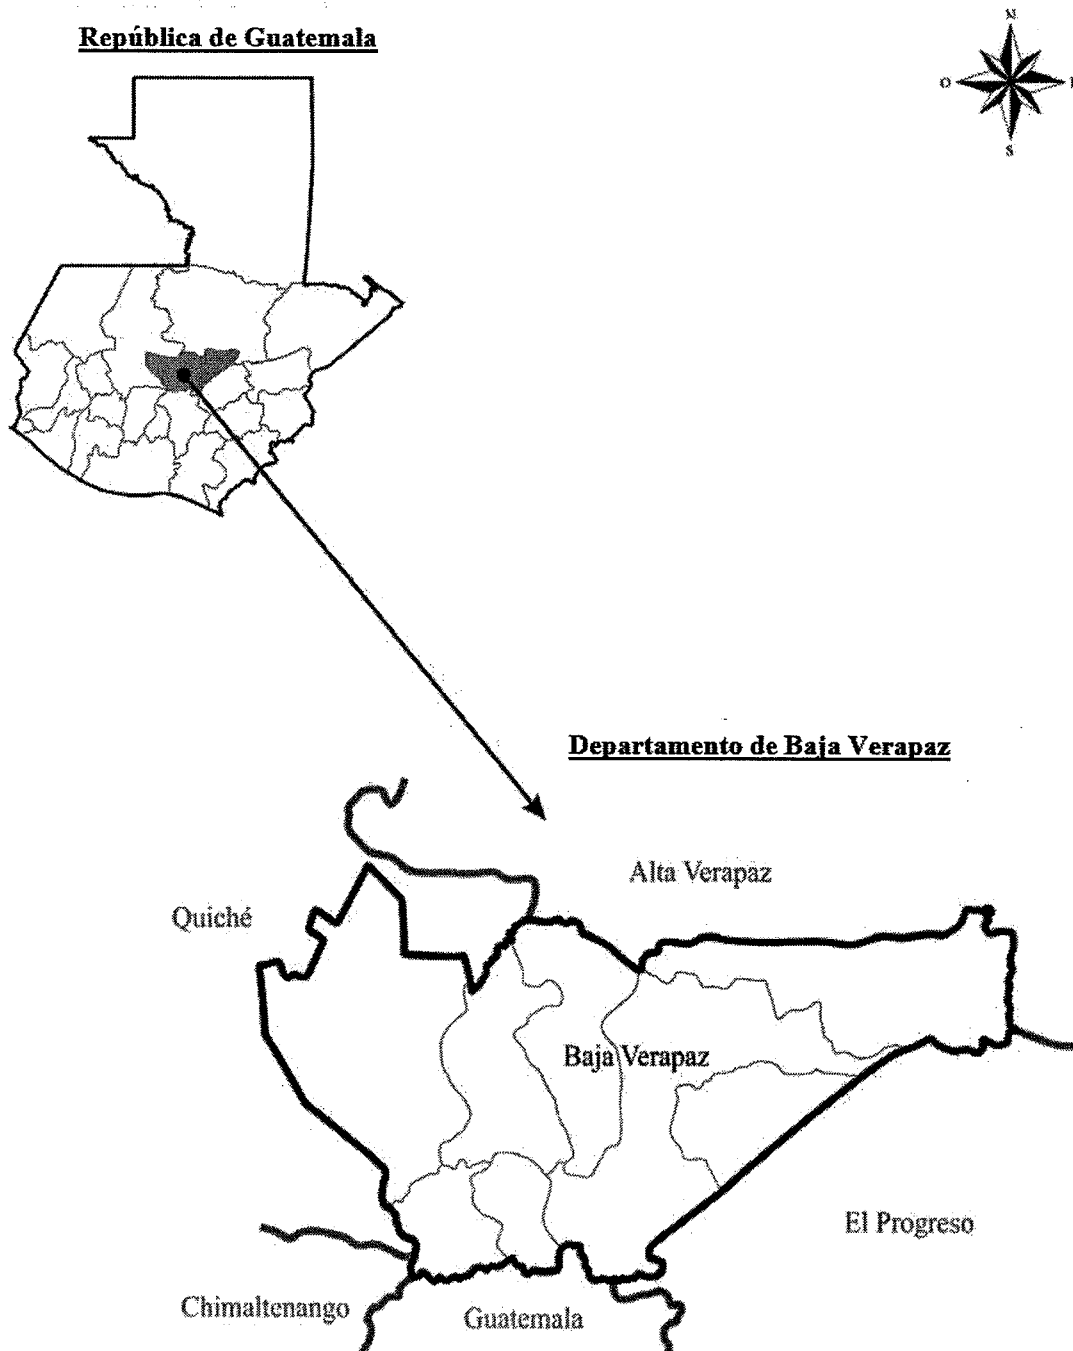 República de Guatemala
N
O
S
Departamento de Baja Verapaz
Alta Verapaz
Quiché
Baja Verapaz
El Progreso
Chimaltenango
Guatemala